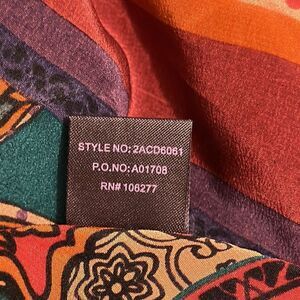 STYLE NO: 2ACD6061
P.O.NO: A01708
RN# 106277